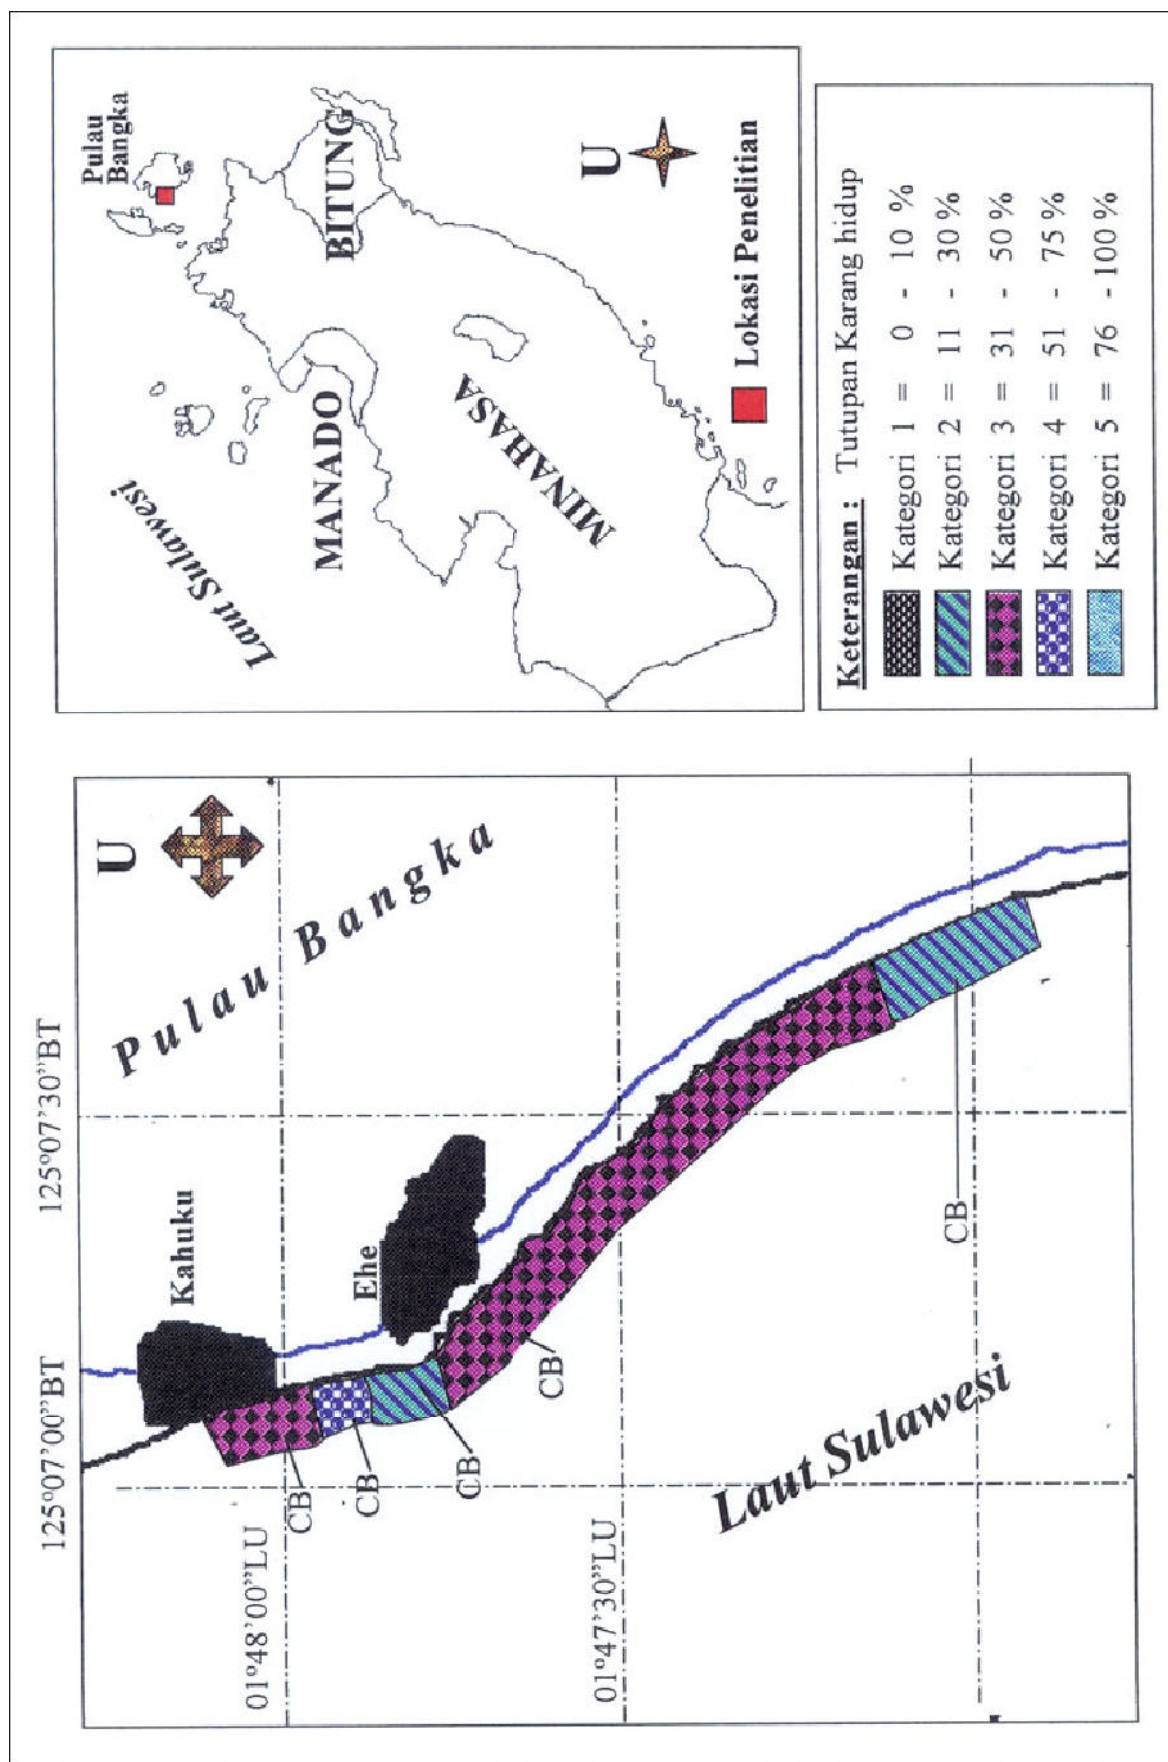 125°07'00"BT
125°07'30"BT
01°48'00"LU
01°47'30"LU
U
Pulau Bangka
Kahuku
Ehe
CB
CB
CB
CB
CB
Laut Sulawesi
Pulau
Bangka
Laut Sulawesi
MANADO
BITUNG
MINAHASA
U
Lokasi Penelitian
Keterangan : Tutupan Karang hidup
Kategori 1 = 0 - 10 %
Kategori 2 = 11 - 30 %
Kategori 3 = 31 - 50 %
Kategori 4 = 51 - 75 %
Kategori 5 = 76 - 100 %